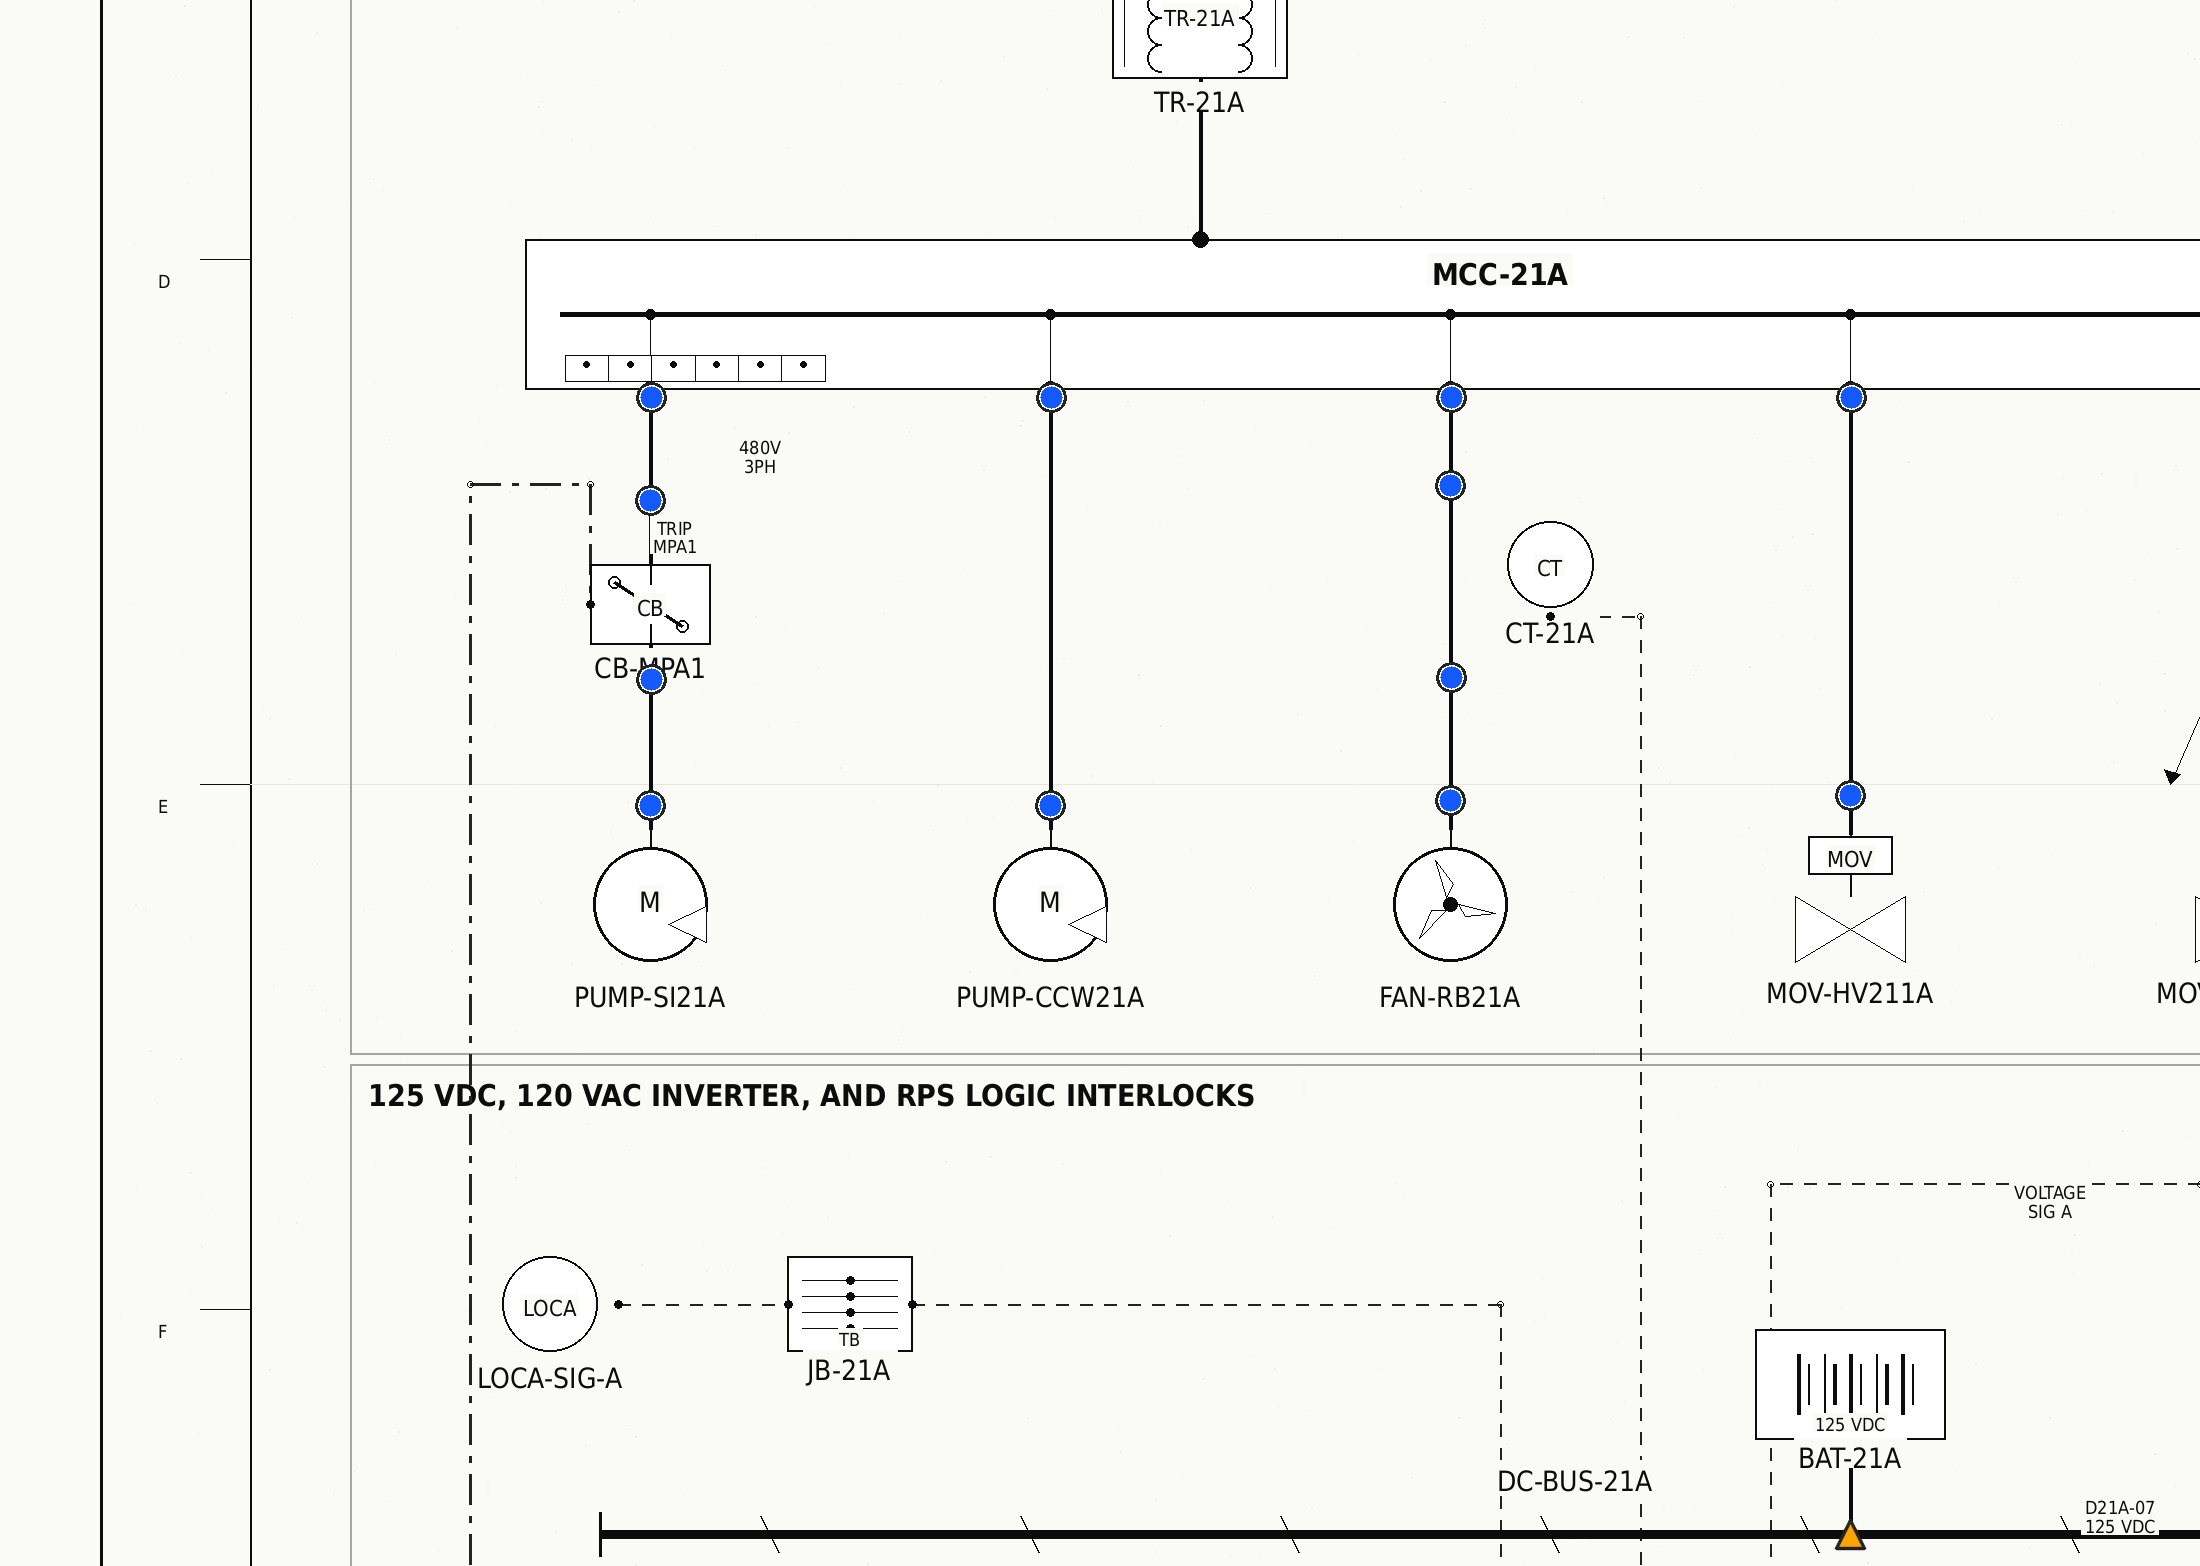 TR-21A
TR-21A
D
MCC-21A
480V
3PH
TRIP
MPA1
CB
CB-MPA1
CT
CT-21A
E
MOV
M
M
PUMP-SI21A
PUMP-CCW21A
FAN-RB21A
MOV-HV211A
MOV
125 VDC, 120 VAC INVERTER, AND RPS LOGIC INTERLOCKS
VOLTAGE
SIG A
LOCA
F
TB
LOCA-SIG-A
JB-21A
125 VDC
BAT-21A
DC-BUS-21A
D21A-07
125 VDC